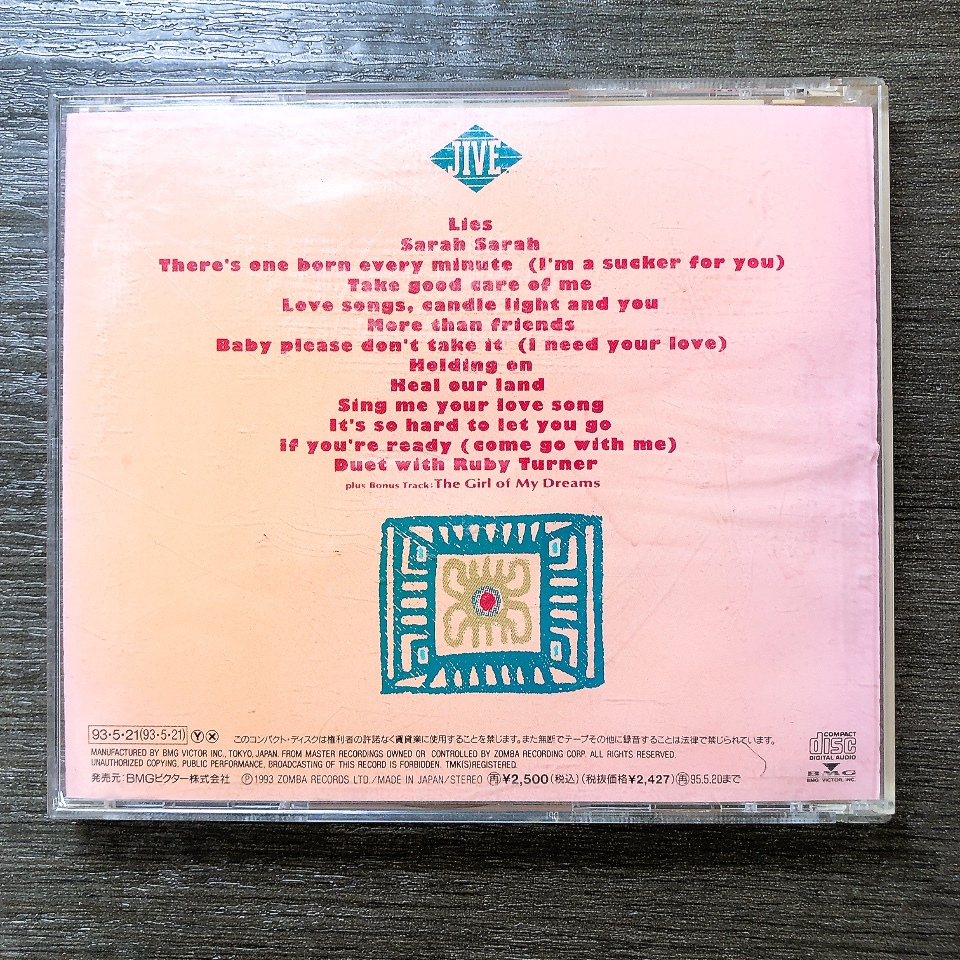 JIVE
Lies
Sarah Sarah
There's one born every minute (I'm a sucker for you)
Take good care of me
Love songs, candle light and you
More than friends
Baby please don't take it (I need your love)
Holding on
Heal our land
Sing me your love song
It's so hard to let you go
If you're ready (come go with me)
Duet with Ruby Turner
plus Bonus Track: The Girl of My Dreams
93・5・21(93・5・21) Ⓨ ⓧ このコンパクト・ディスクは権利者の許諾なく賃貸業に使用することを禁じます。また無断でテープその他に録音することは法律で禁じられています。
MANUFACTURED BY BMG VICTOR INC., TOKYO, JAPAN. FROM MASTER RECORDINGS OWNED OR CONTROLLED BY ZOMBA RECORDING CORP. ALL RIGHTS RESERVED.
UNAUTHORIZED COPYING, PUBLIC PERFORMANCE, BROADCASTING OF THIS RECORD IS FORBIDDEN. TMK(S)REGISTERED.
発売元:BMGビクター株式会社 Ⓟ1993 ZOMBA RECORDS LTD./MADE IN JAPAN/STEREO 再¥2,500(税込)(税抜価格¥2,427)再95.5.20まで
COMPACT
disc
DIGITAL AUDIO
BMG
BMG VICTOR, INC.